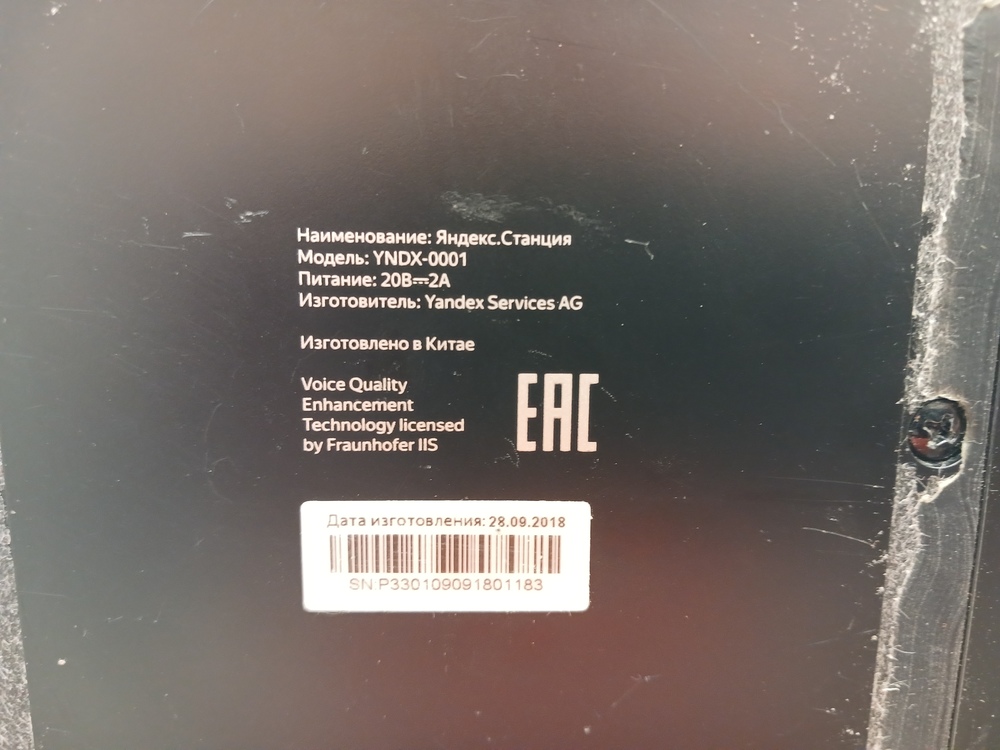 Наименование: Яндекс.Станция
Модель: YNDX-0001
Питание: 20В⎓2А
Изготовитель: Yandex Services AG
Изготовлено в Китае
Voice Quality
Enhancement
Technology licensed
by Fraunhofer IIS
EAC
Дата изготовления: 28.09.2018
SN P330109091801183